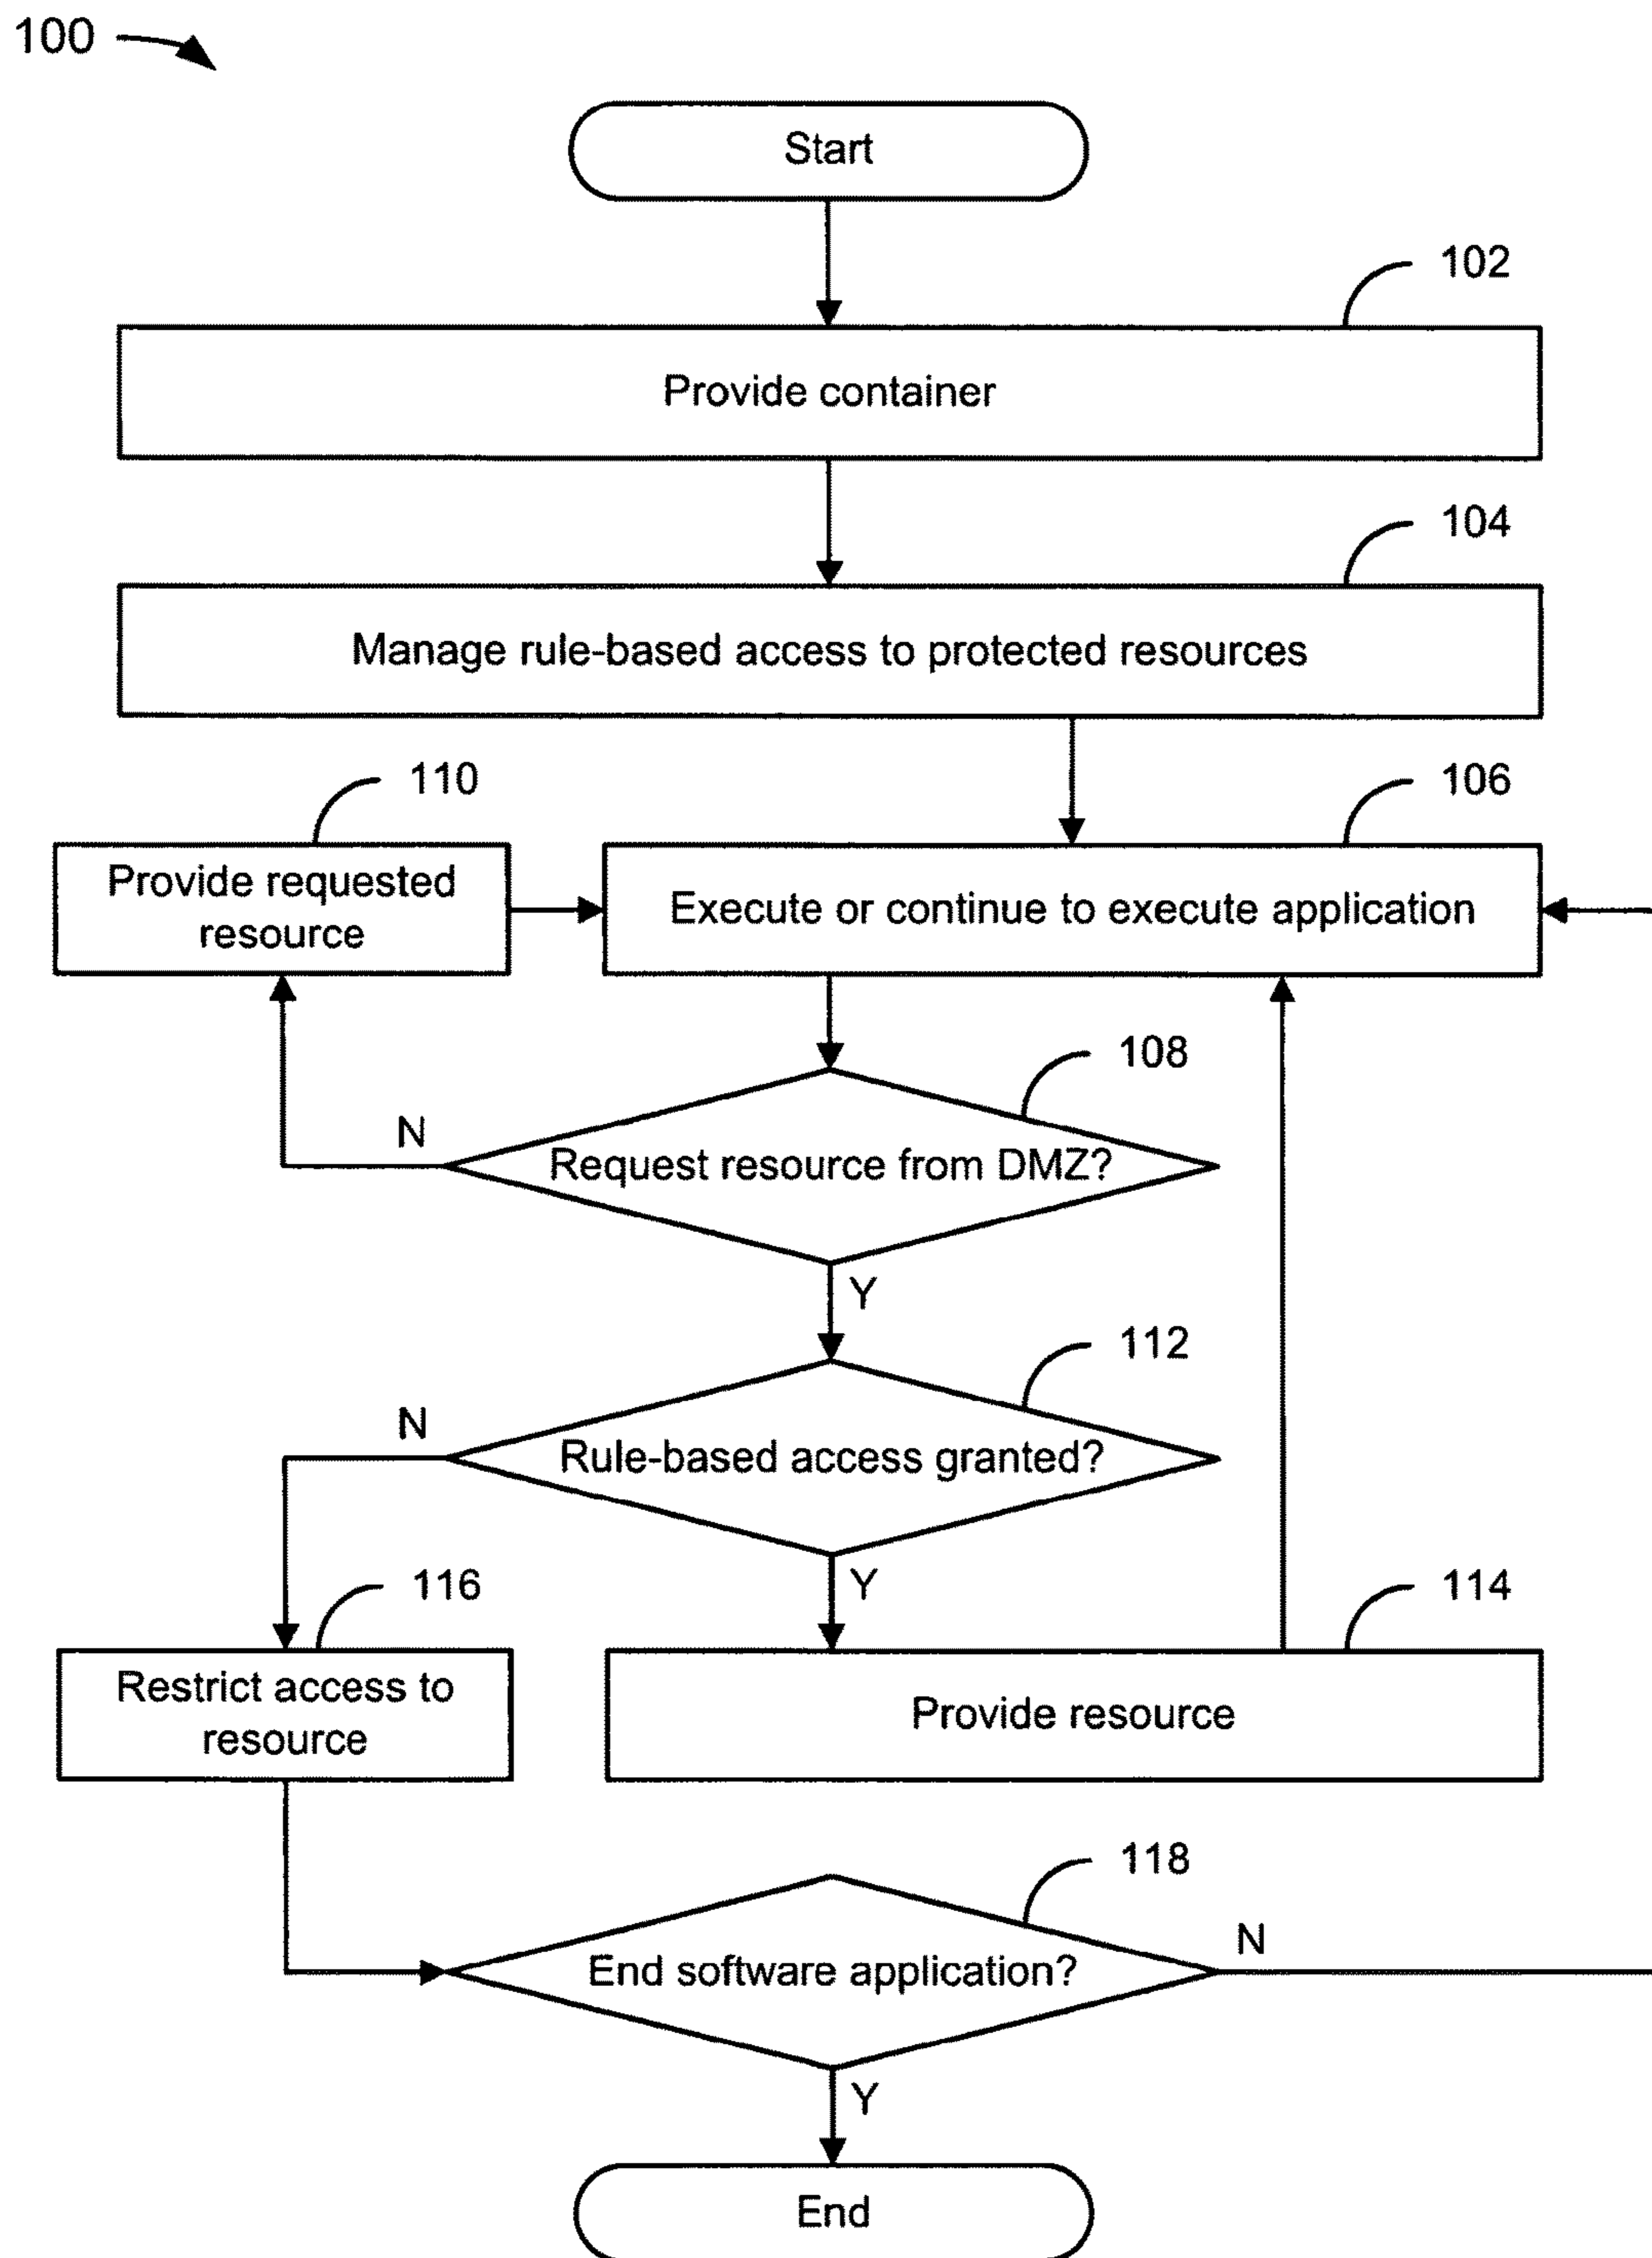 100
Start
102
Provide container
104
Manage rule-based access to protected resources
110
106
Provide requested
resource
Execute or continue to execute application
108
N
Request resource from DMZ?
Y
112
N
Rule-based access granted?
Y
116
114
Restrict access to
resource
Provide resource
118
N
End software application?
Y
End